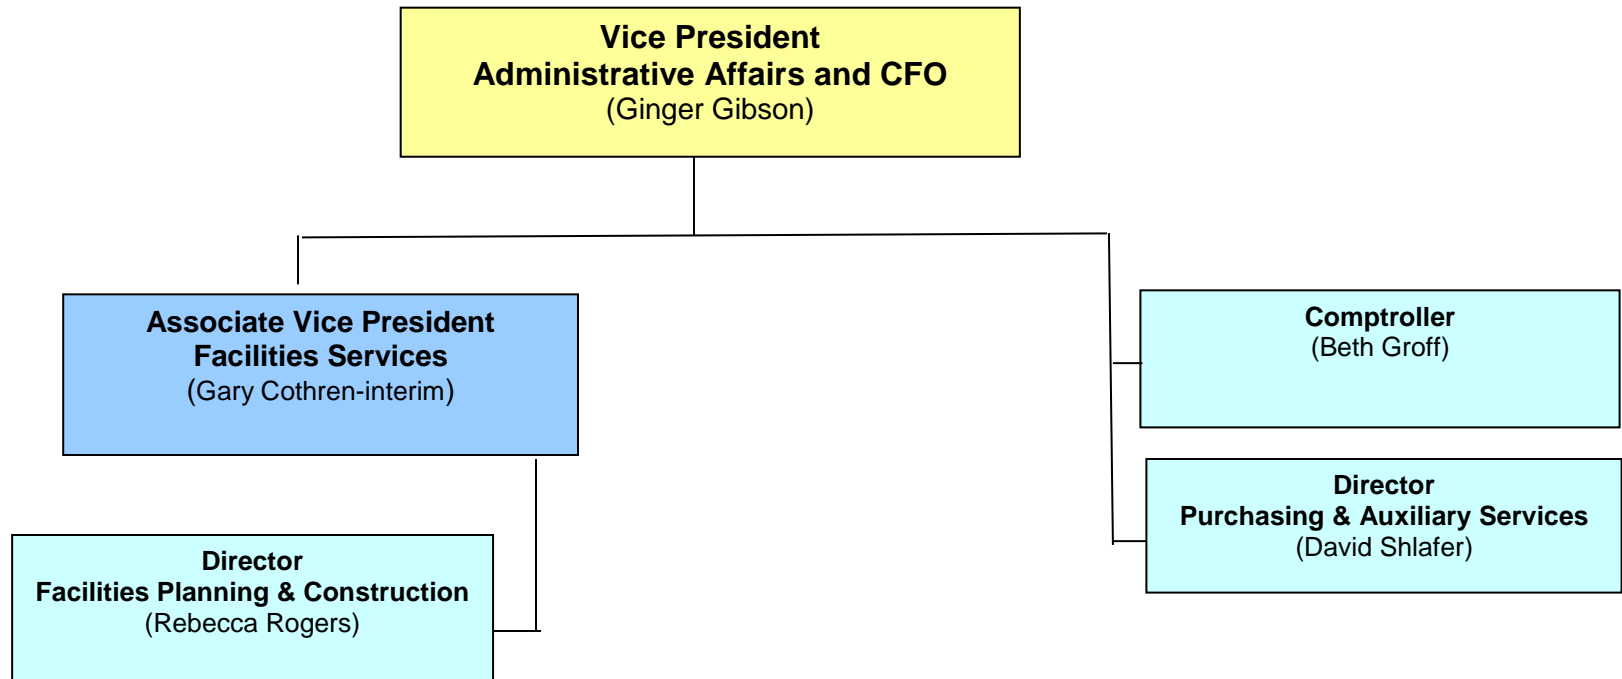 Vice President
Administrative Affairs and CFO
(Ginger Gibson)
Associate Vice President
Facilities Services
(Gary Cothren-interim)
Comptroller
(Beth Groff)
Director
Purchasing & Auxiliary Services
(David Shlafer)
Director
Facilities Planning & Construction
(Rebecca Rogers)